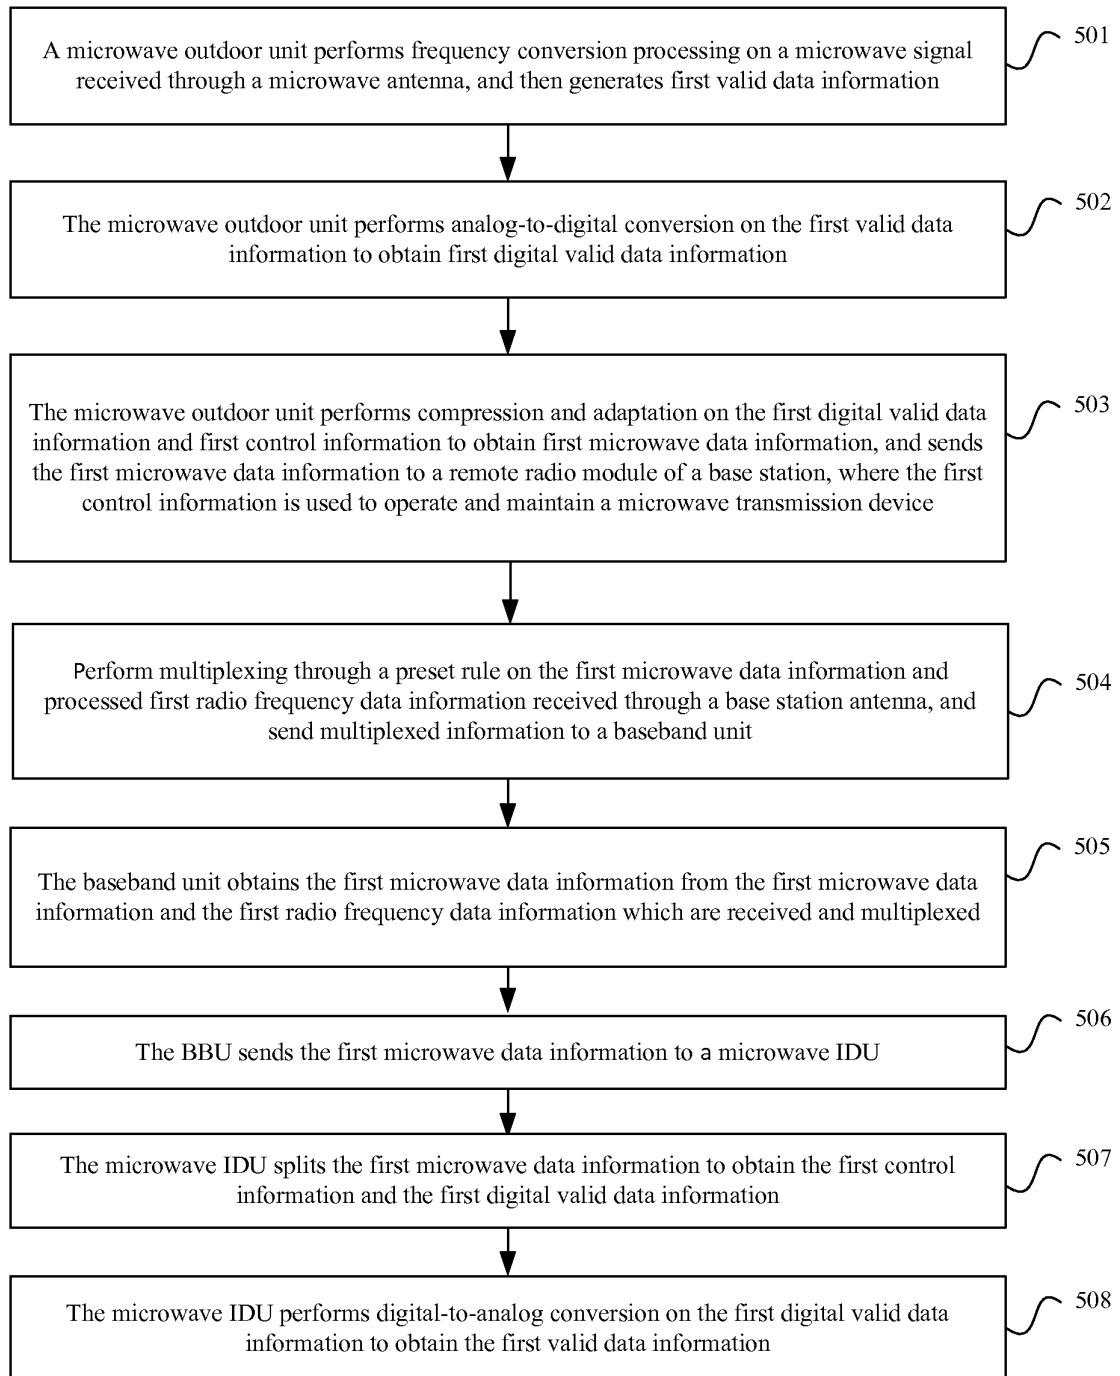 A microwave outdoor unit performs frequency conversion processing on a microwave signal
received through a microwave antenna, and then generates first valid data information
501
The microwave outdoor unit performs analog-to-digital conversion on the first valid data
information to obtain first digital valid data information
502
The microwave outdoor unit performs compression and adaptation on the first digital valid data
information and first control information to obtain first microwave data information, and sends
the first microwave data information to a remote radio module of a base station, where the first
control information is used to operate and maintain a microwave transmission device
503
Perform multiplexing through a preset rule on the first microwave data information and
processed first radio frequency data information received through a base station antenna, and
send multiplexed information to a baseband unit
504
The baseband unit obtains the first microwave data information from the first microwave data
information and the first radio frequency data information which are received and multiplexed
505
The BBU sends the first microwave data information to a microwave IDU
506
The microwave IDU splits the first microwave data information to obtain the first control
information and the first digital valid data information
507
The microwave IDU performs digital-to-analog conversion on the first digital valid data
information to obtain the first valid data information
508